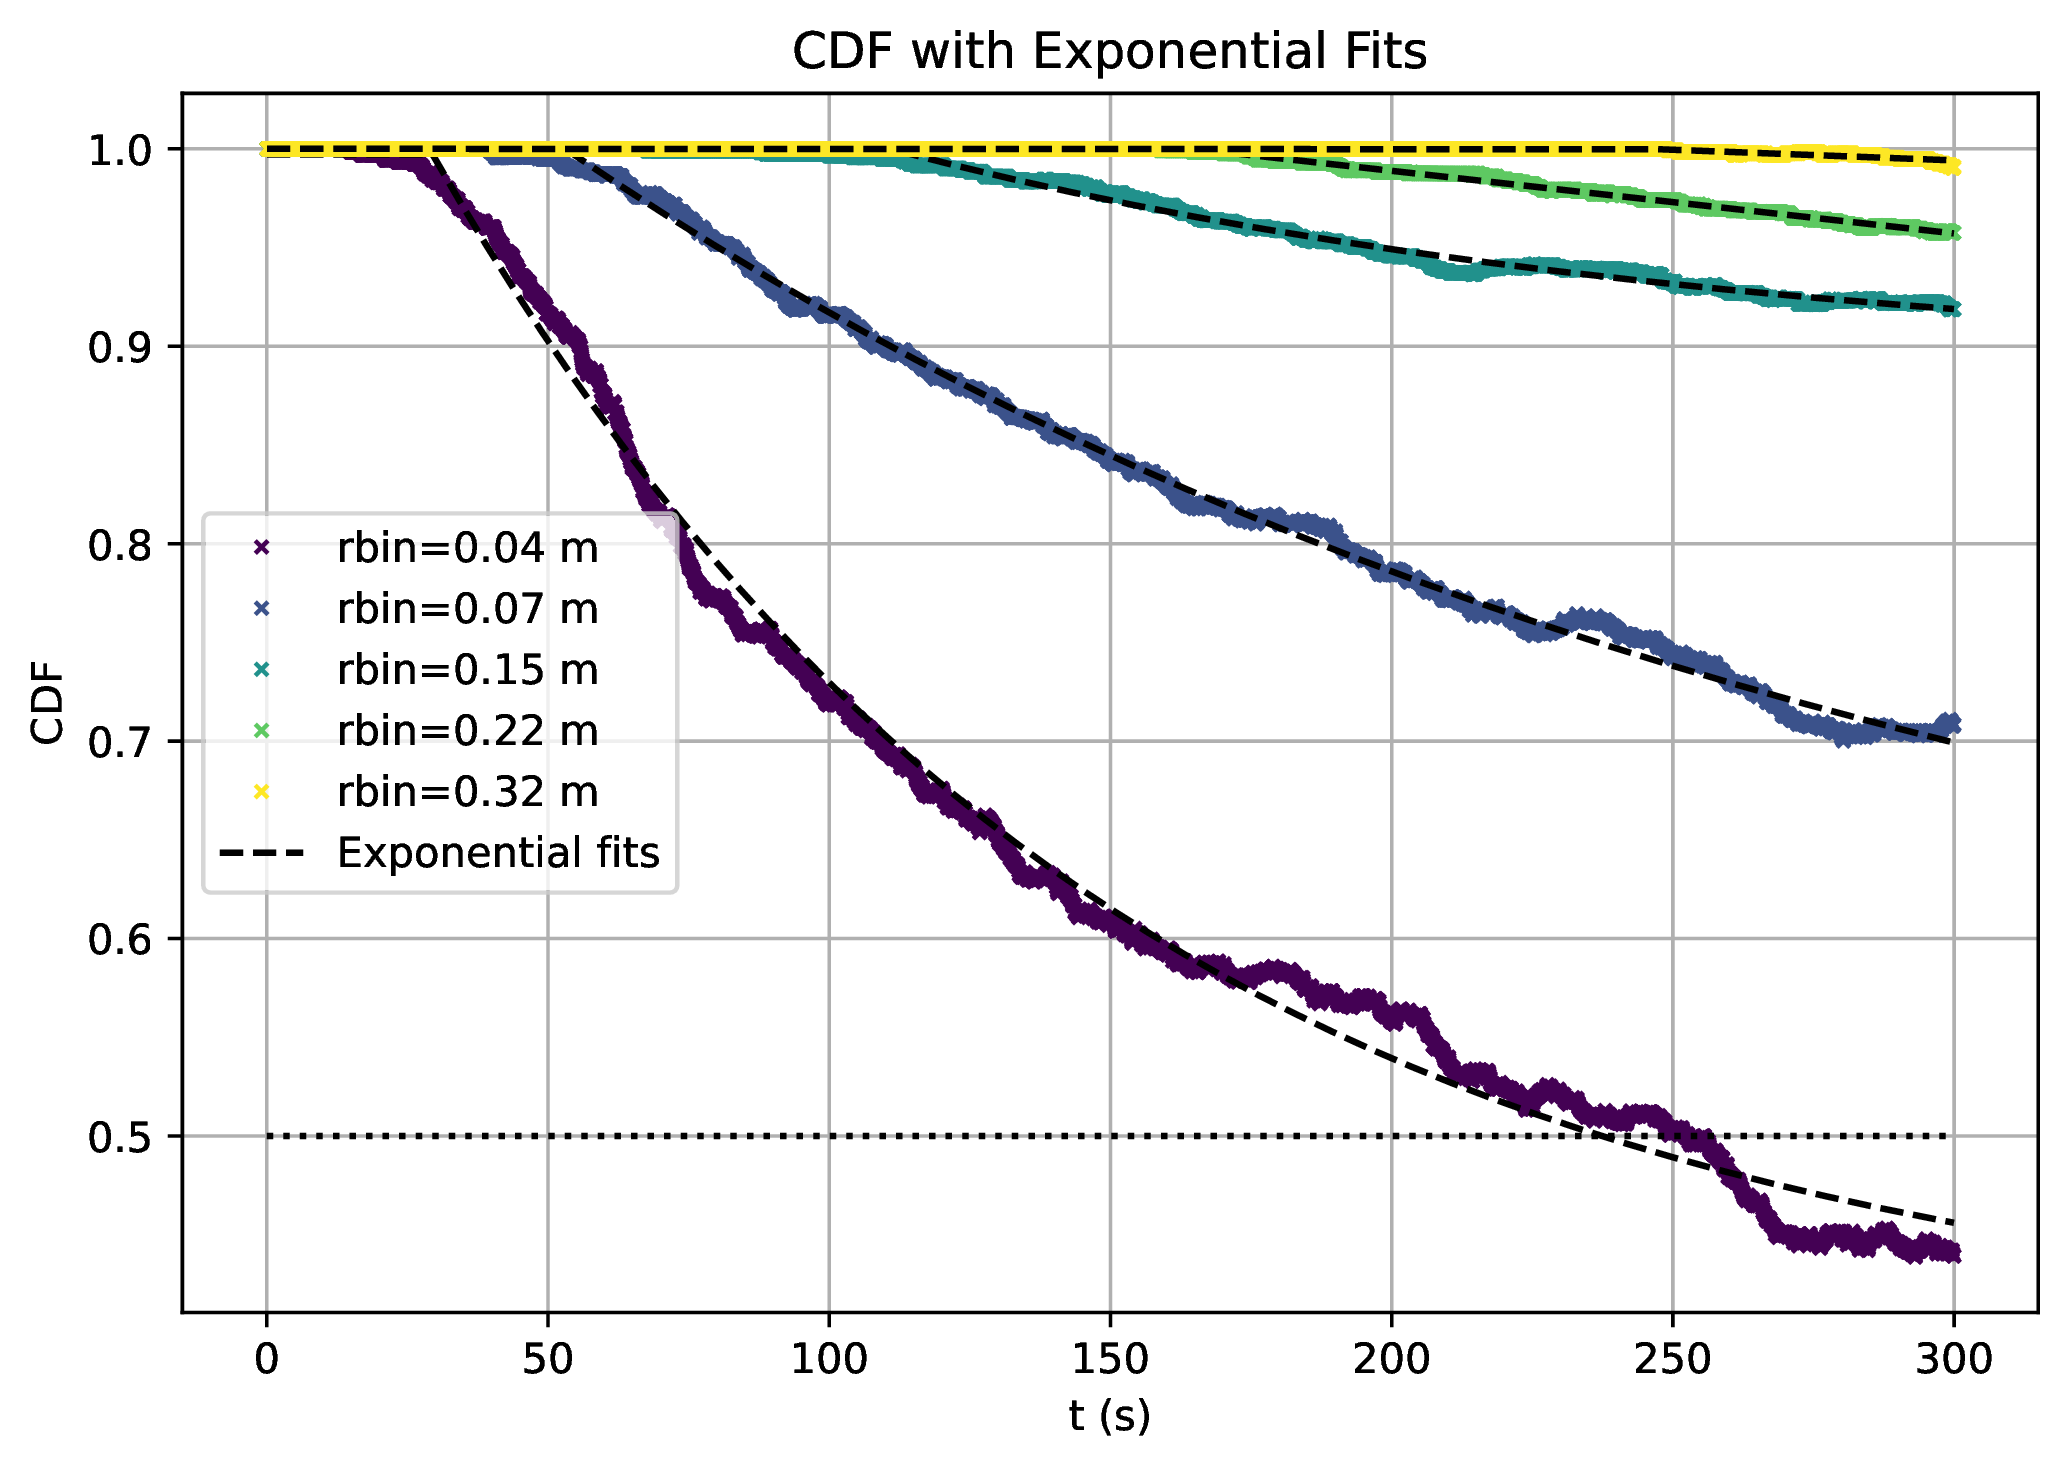 CDF with Exponential Fits
CDF
1.0
0.9
0.8
0.7
0.6
0.5
rbin=0.04 m
rbin=0.07 m
rbin=0.15 m
rbin=0.22 m
rbin=0.32 m
Exponential fits
0 50 100 150 200 250 300
t (s)